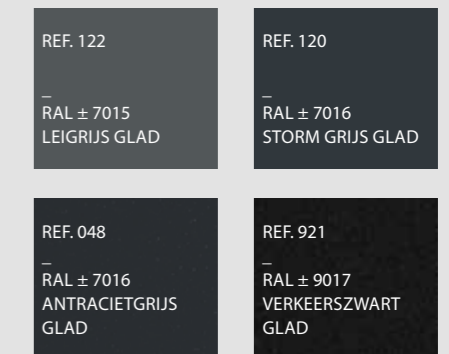 REF. 122
_
RAL ± 7015
LEIGRIJS GLAD
REF. 120
_
RAL ± 7016
STORM GRIJS GLAD
REF. 048
_
RAL ± 7016
ANTRACIETGRIJS
GLAD
REF. 921
_
RAL ± 9017
VERKEERSZWART
GLAD